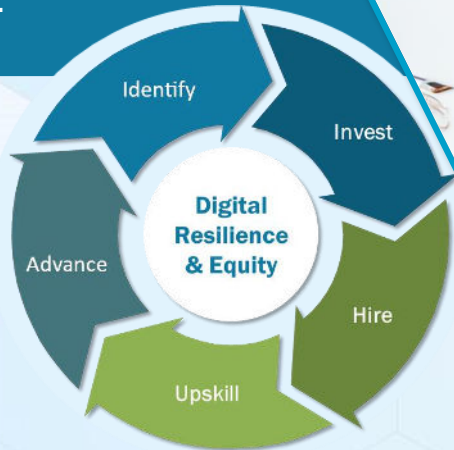 Identify
Invest
Digital
Resilience
& Equity
Advance
Hire
Upskill